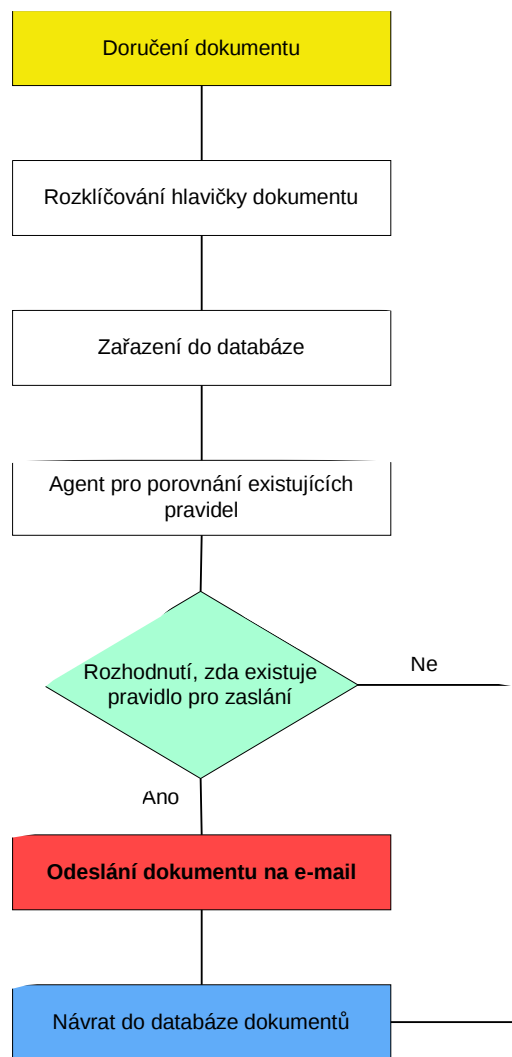 Doručení dokumentu
Rozklíčování hlavičky dokumentu
Zařazení do databáze
Agent pro porovnání existujících
pravidel
Rozhodnutí, zda existuje
pravidlo pro zaslání
Ne
Ano
Odeslání dokumentu na e-mail
Návrat do databáze dokumentů